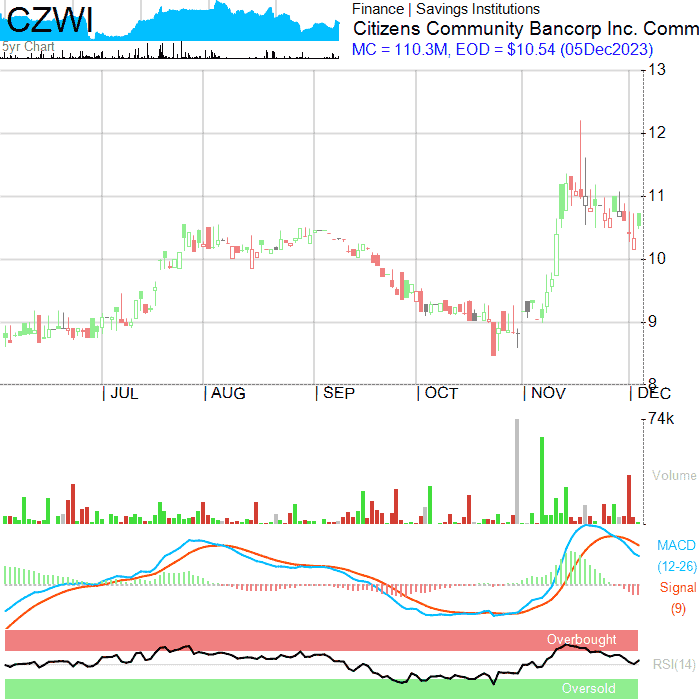 CZWI
5yr Chart
Finance | Savings Institutions
Citizens Community Bancorp Inc. Comm
MC = 110.3M, EOD = $10.54 (05Dec2023)
13
12
11
10
9
8
| JUL | AUG | SEP | OCT | NOV | DEC
74k
Volume
MACD
(12-26)
Signal
(9)
Overbought
RSI(14)
Oversold